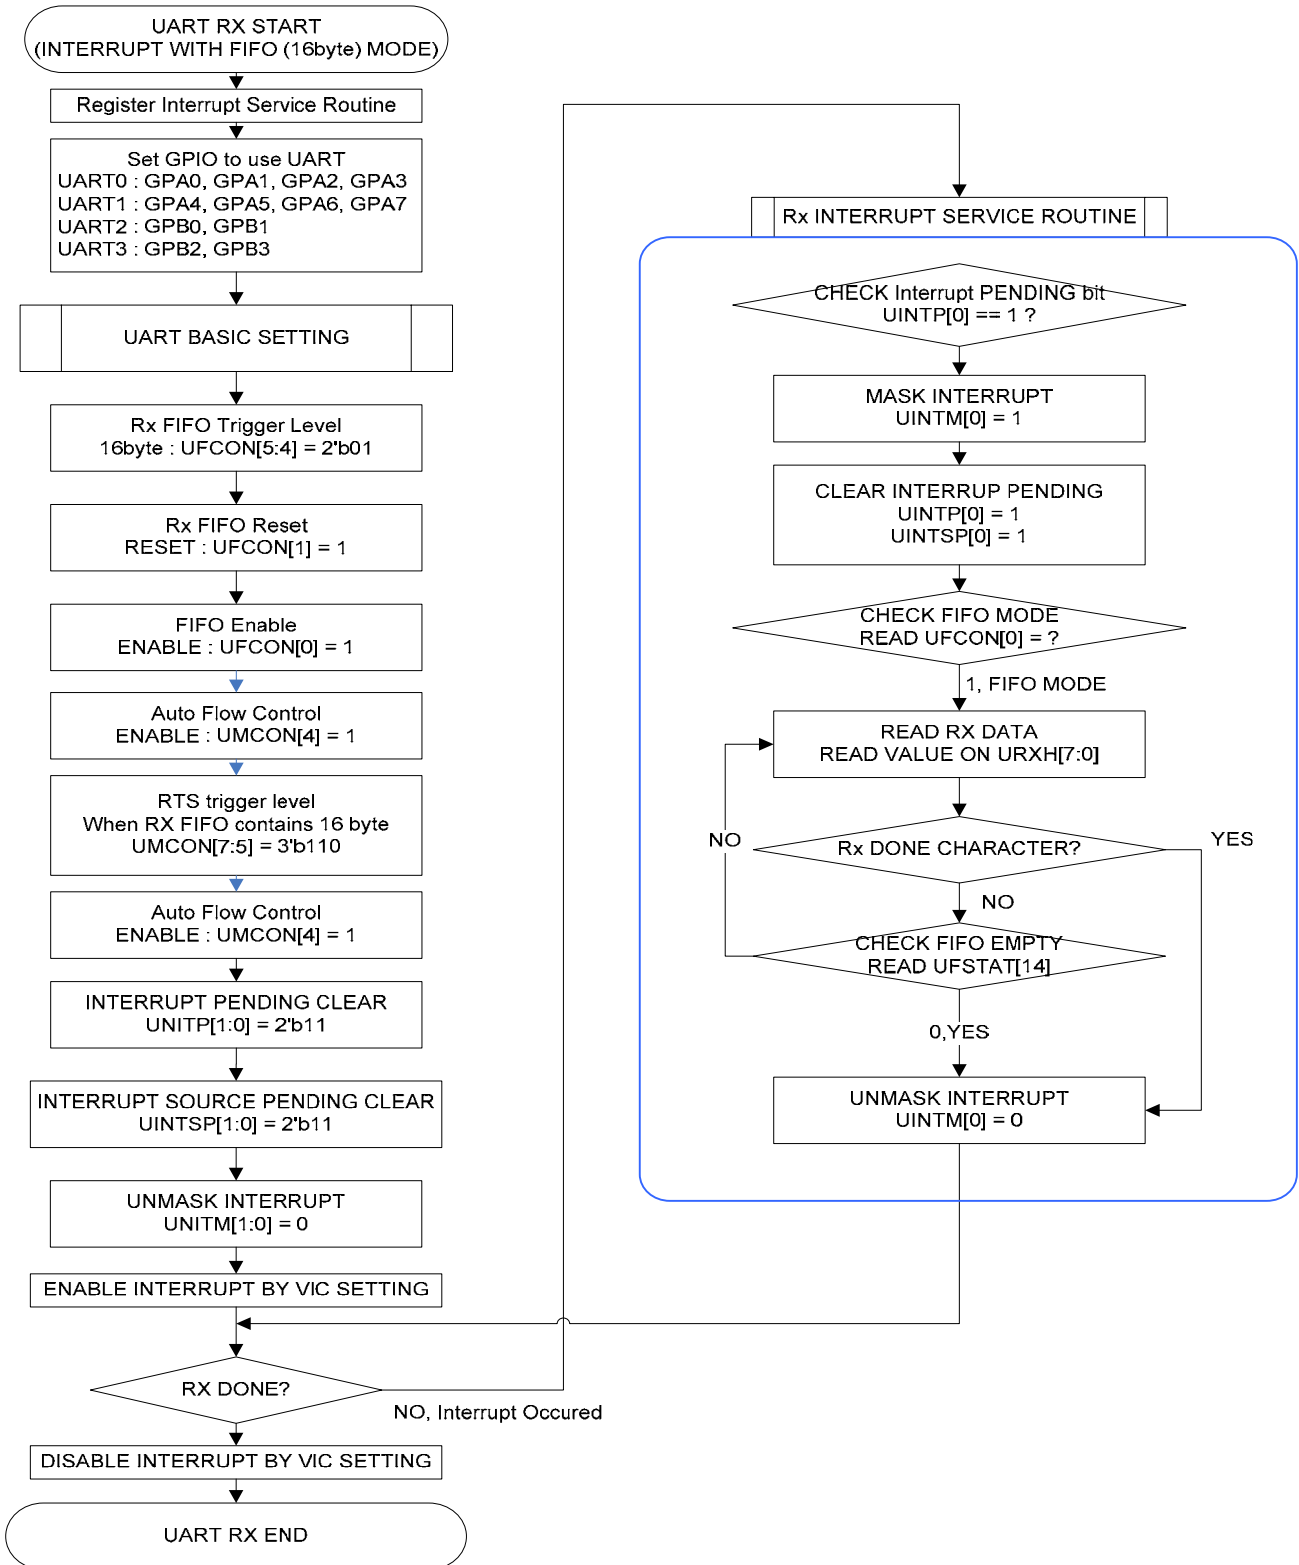 UART RX START
(INTERRUPT WITH FIFO (16byte) MODE)
Register Interrupt Service Routine
Set GPIO to use UART
UART0 : GPA0, GPA1, GPA2, GPA3
UART1 : GPA4, GPA5, GPA6, GPA7
UART2 : GPB0, GPB1
UART3 : GPB2, GPB3
UART BASIC SETTING
Rx FIFO Trigger Level
16byte : UFCON[5:4] = 2'b01
Rx FIFO Reset
RESET : UFCON[1] = 1
FIFO Enable
ENABLE : UFCON[0] = 1
Auto Flow Control
ENABLE : UMCON[4] = 1
RTS trigger level
When RX FIFO contains 16 byte
UMCON[7:5] = 3'b110
Auto Flow Control
ENABLE : UMCON[4] = 1
INTERRUPT PENDING CLEAR
UNITP[1:0] = 2'b11
INTERRUPT SOURCE PENDING CLEAR
UINTSP[1:0] = 2'b11
UNMASK INTERRUPT
UNITM[1:0] = 0
ENABLE INTERRUPT BY VIC SETTING
RX DONE?
NO, Interrupt Occured
DISABLE INTERRUPT BY VIC SETTING
UART RX END
Rx INTERRUPT SERVICE ROUTINE
CHECK Interrupt PENDING bit
UINTP[0] == 1 ?
MASK INTERRUPT
UINTM[0] = 1
CLEAR INTERRUP PENDING
UINTP[0] = 1
UINTSP[0] = 1
CHECK FIFO MODE
READ UFCON[0] = ?
1, FIFO MODE
READ RX DATA
READ VALUE ON URXH[7:0]
NO
Rx DONE CHARACTER?
YES
NO
CHECK FIFO EMPTY
READ UFSTAT[14]
0,YES
UNMASK INTERRUPT
UINTM[0] = 0